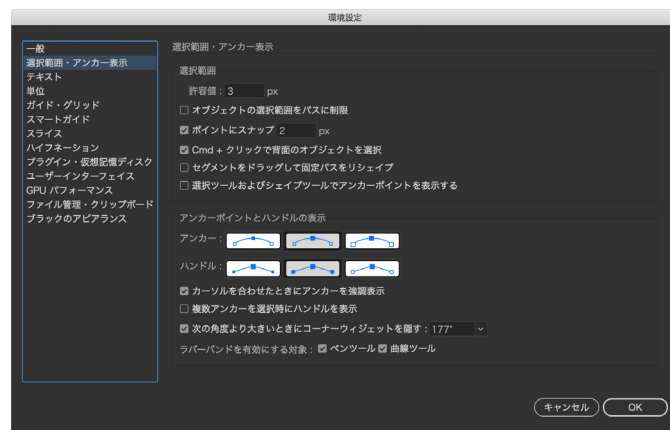 環境設定
一般
選択範囲・アンカー表示
テキスト
単位
ガイド・グリッド
スマートガイド
スライス
ハイフネーション
プラグイン・仮想記憶ディスク
ユーザーインターフェイス
GPU パフォーマンス
ファイル管理・クリップボード
ブラックのアピアランス
選択範囲・アンカー表示
選択範囲
許容値 : 3 px
オブジェクトの選択範囲をパスに制限
ポイントにスナップ 2 px
Cmd + クリックで背面のオブジェクトを選択
セグメントをドラッグして固定パスをリシェイプ
選択ツールおよびシェイプツールでアンカーポイントを表示する
アンカーポイントとハンドルの表示
アンカー :
ハンドル :
カーソルを合わせたときにアンカーを強調表示
複数アンカーを選択時にハンドルを表示
次の角度より大きいときにコーナーウィジェットを隠す : 177°
ラバーバンドを有効にする対象 : ペンツール 曲線ツール
キャンセル OK